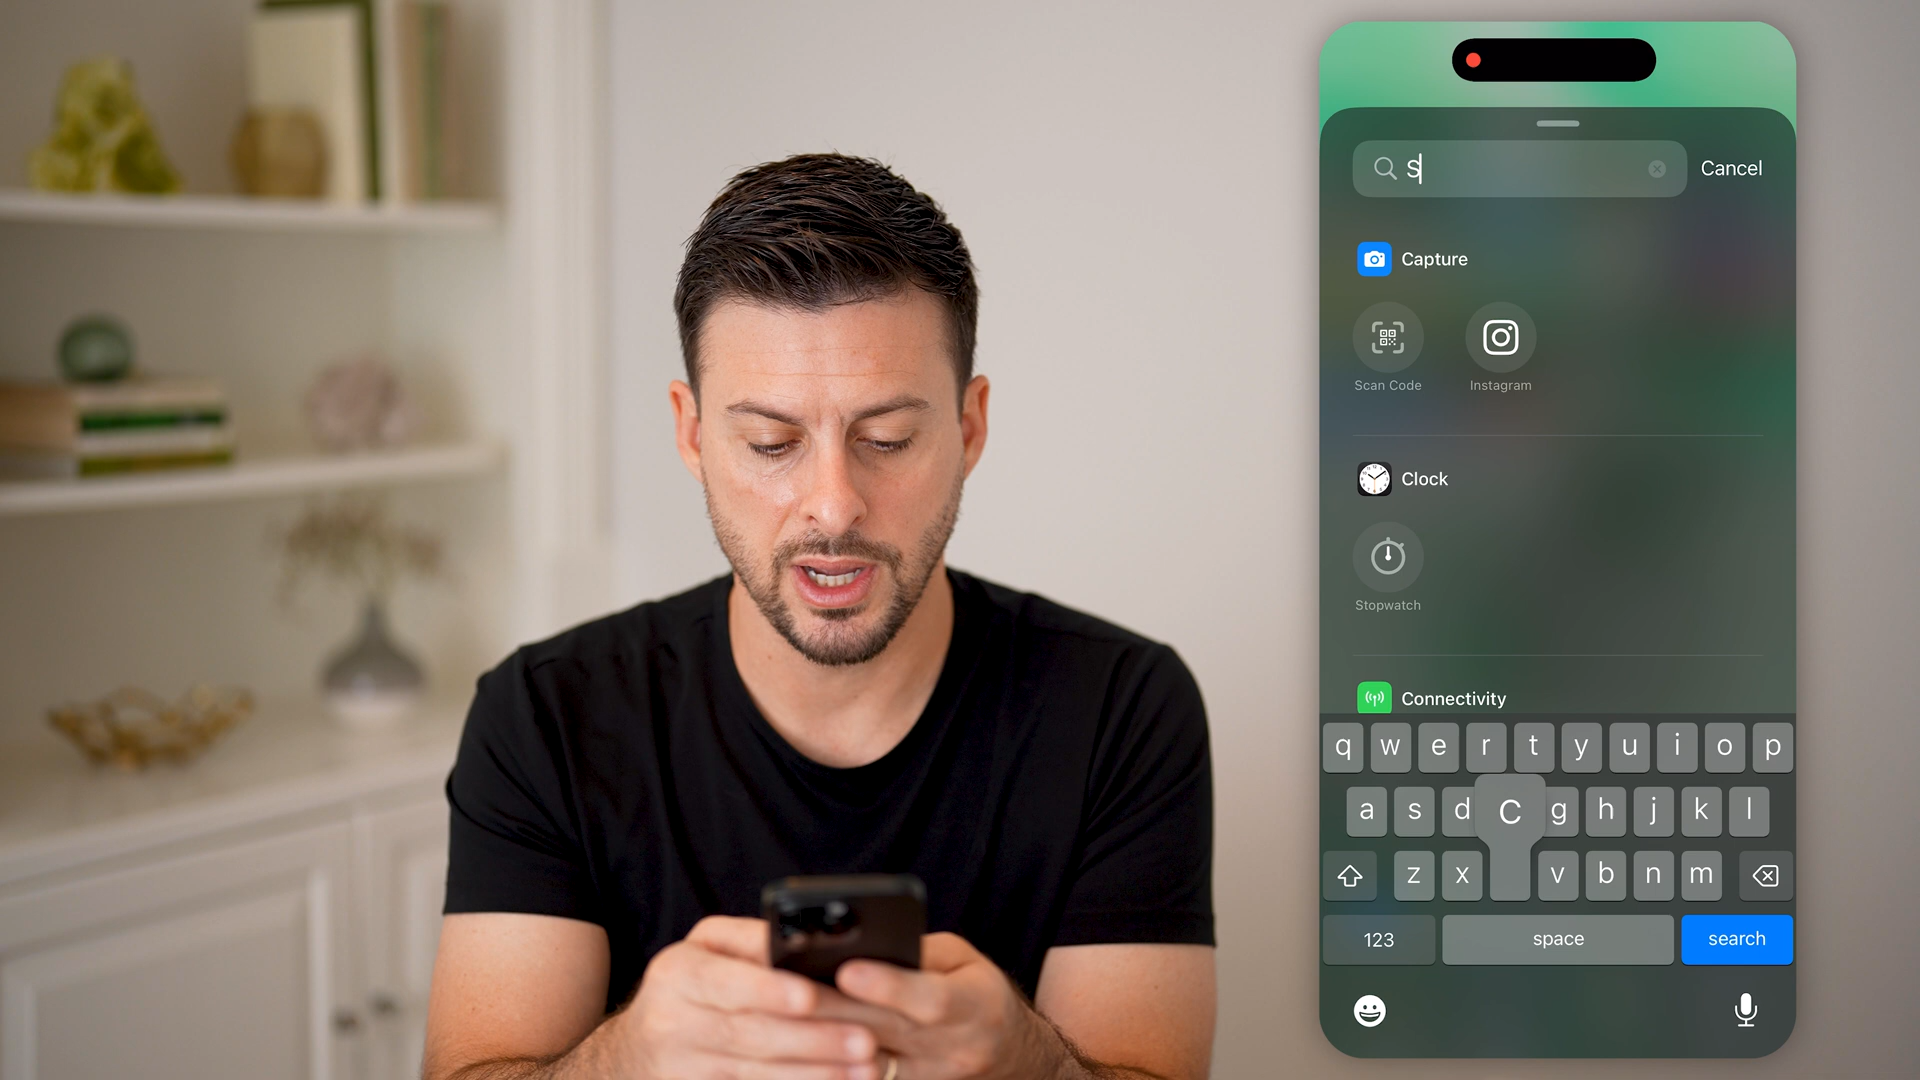 S
Cancel
Capture
Scan Code
Instagram
Clock
Stopwatch
Connectivity
q w e r t y u i o p
a s d C g h j k l
z x v b n m
123 space search